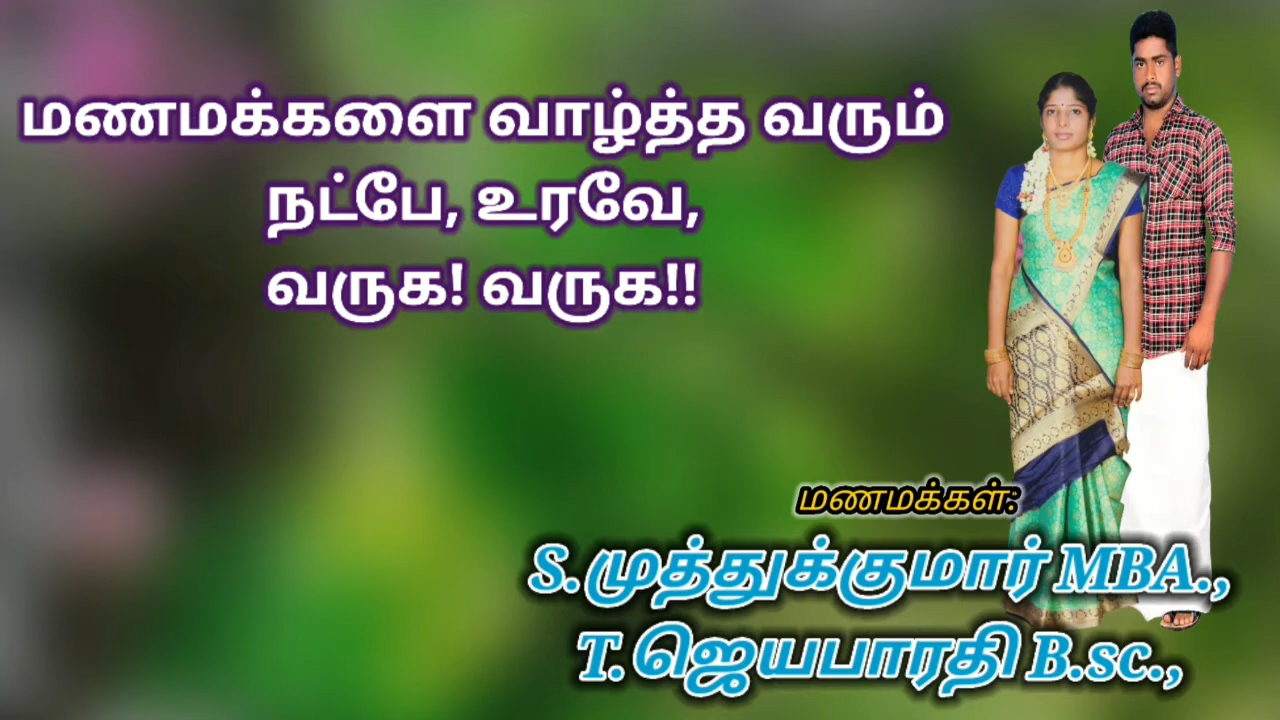 மணமக்களை வாழ்த்த வரும்
நட்பே, உரவே,
வருக! வருக!!
மணமக்கள்:
S.முத்துக்குமார் MBA.,
T.ஜெயபாரதி B.sc.,